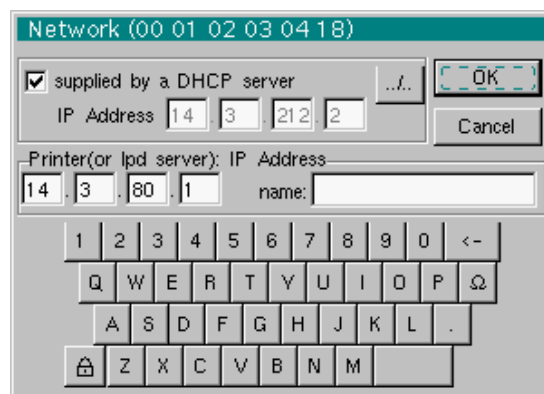 Network (00 01 02 03 04 18)
supplied by a DHCP server
../..
OK
IP Address 14 . 3 . 212 . 2
Cancel
Printer(or lpd server): IP Address
14 . 3 . 80 . 1 name:
1 2 3 4 5 6 7 8 9 0 <-
Q W E R T Y U I O P Ω
A S D F G H J K L .
Z X C V B N M